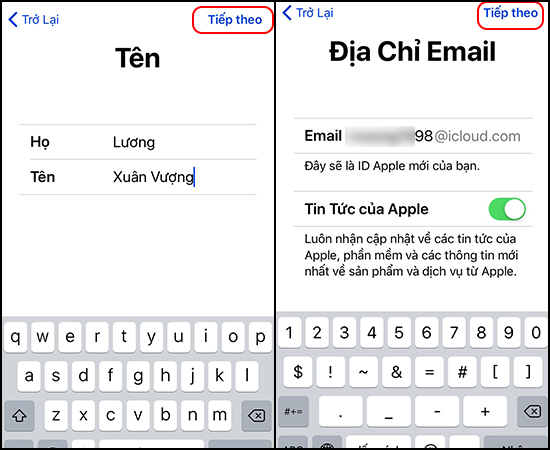 Trở Lại
Tiếp theo
Tên
Họ
Lương
Tên
Xuân Vượng
q w e r t y u i o p
a s d f g h j k l
z x c v b n m
Trở Lại
Tiếp theo
Địa Chỉ Email
Email
98@icloud.com
Đây sẽ là ID Apple mới của bạn.
Tin Tức của Apple
Luôn nhận cập nhật về các tin tức của
Apple, phần mềm và các thông tin mới
nhất về sản phẩm và dịch vụ từ Apple.
1 2 3 4 5 6 7 8 9 0
$ ! ~ & = # [ ]
#+= . _ - +